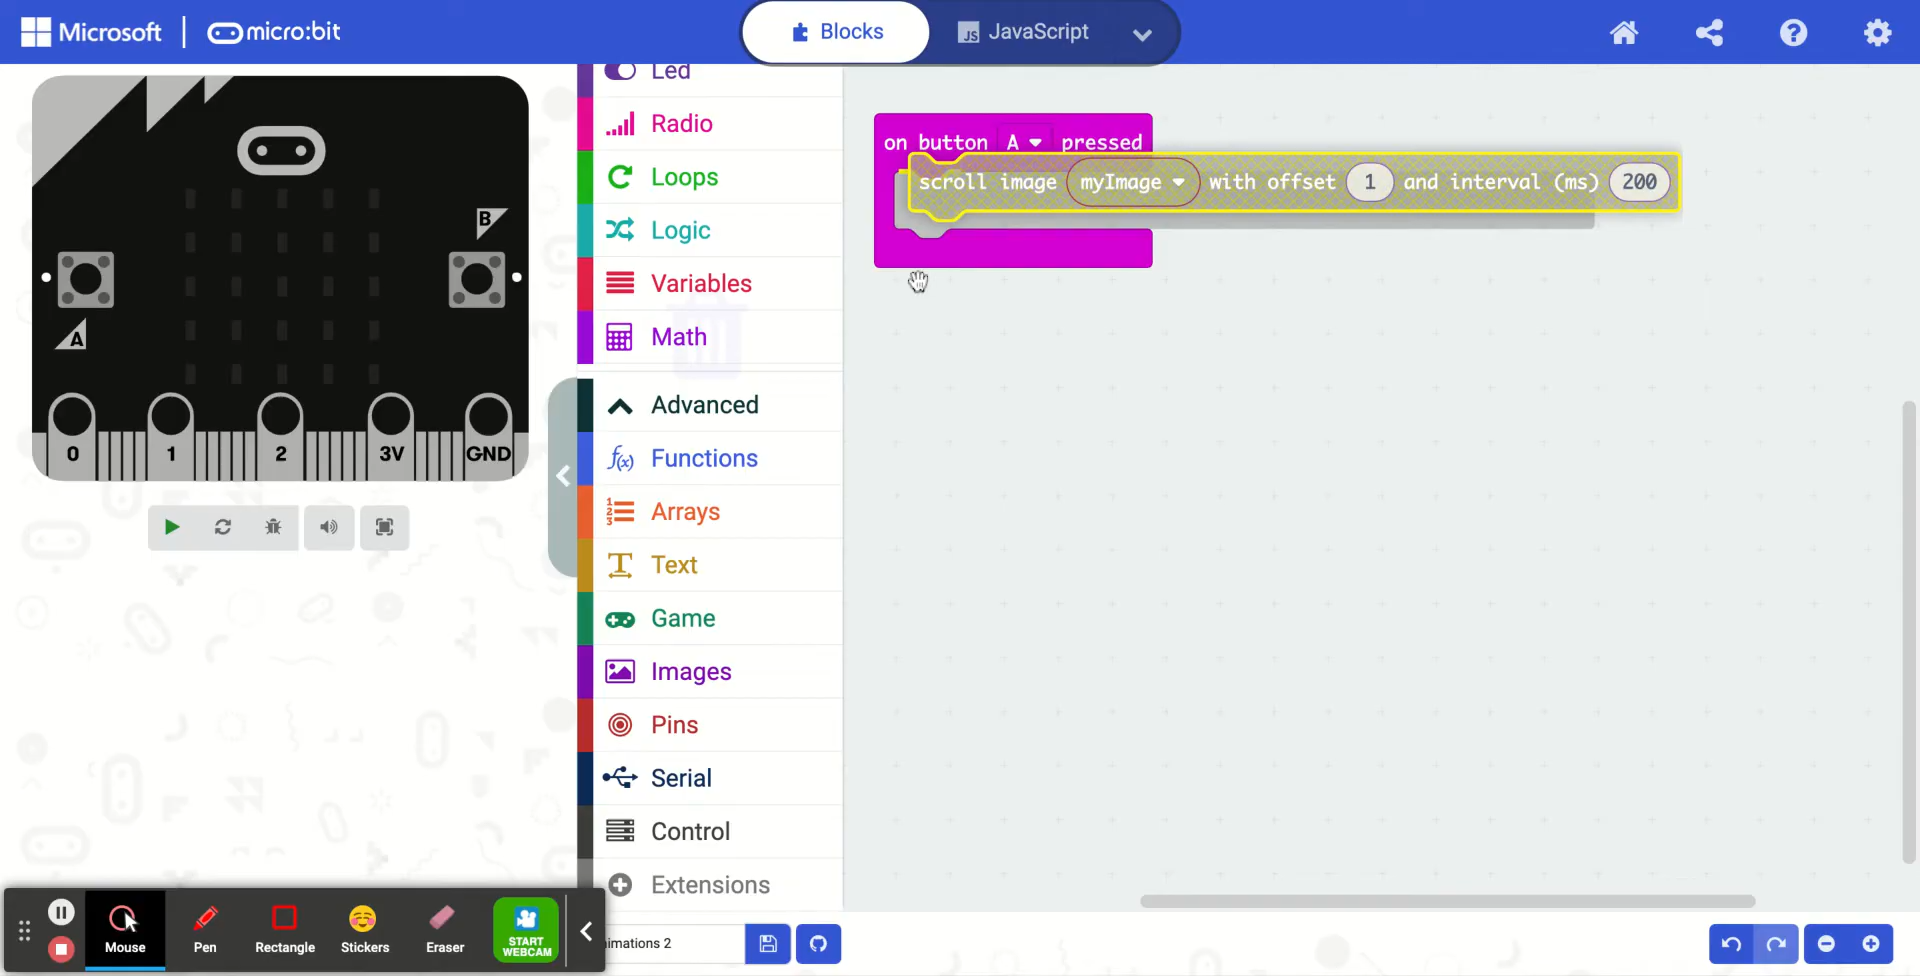 Microsoft
micro:bit
Blocks
JS JavaScript
Led
Radio
Loops
Logic
Variables
Math
Advanced
f(x) Functions
Arrays
Text
Game
Images
Pins
Serial
Control
Extensions
on button A pressed
scroll image myImage with offset 1 and interval (ms) 200
B
A
0 1 2 3V GND
Mouse
Pen
Rectangle
Stickers
Eraser
START
WEBCAM
imations 2